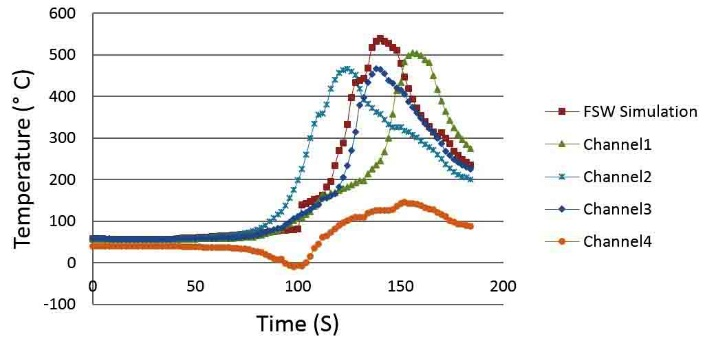 600
500
400
300
200
100
0
-100
Temperature (° C)
0
50
100
150
200
Time (S)
FSW Simulation
Channel1
Channel2
Channel3
Channel4